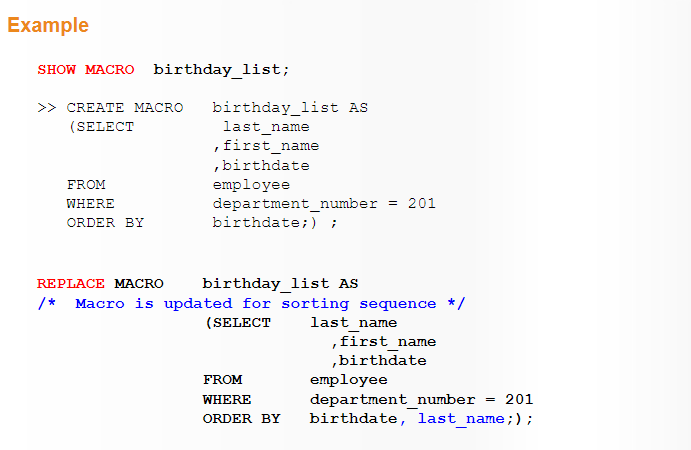 Example
SHOW MACRO birthday_list;
>> CREATE MACRO birthday_list AS
(SELECT last_name
,first_name
,birthdate
FROM employee
WHERE department_number = 201
ORDER BY birthdate;) ;
REPLACE MACRO birthday_list AS
/* Macro is updated for sorting sequence */
(SELECT last_name
,first_name
,birthdate
FROM employee
WHERE department_number = 201
ORDER BY birthdate, last_name;);